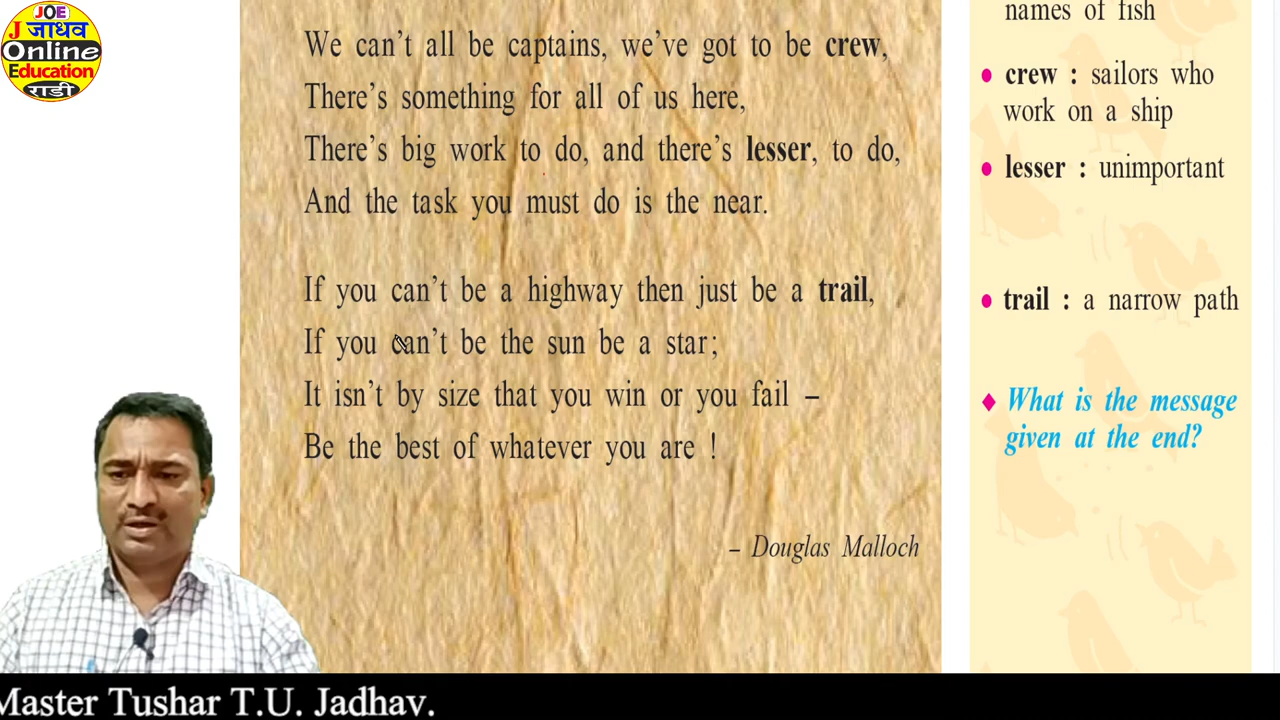 JOE
J जाधव
Online
Education
राडी
We can't all be captains, we've got to be crew,
There's something for all of us here,
There's big work to do, and there's lesser, to do,
And the task you must do is the near.
If you can't be a highway then just be a trail,
If you can't be the sun be a star;
It isn't by size that you win or you fail –
Be the best of whatever you are !
– Douglas Malloch
names of fish
• crew : sailors who
work on a ship
• lesser : unimportant
• trail : a narrow path
♦ What is the message
given at the end?
Master Tushar T.U. Jadhav.